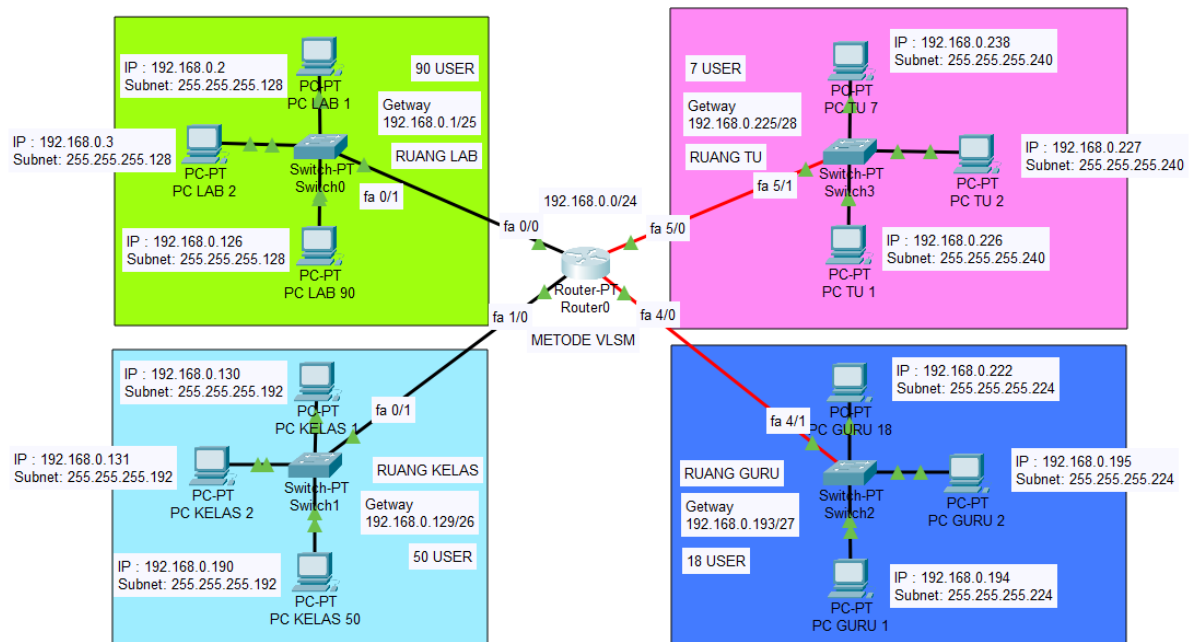 IP : 192.168.0.2
Subnet: 255.255.255.128
PC-PT
PC LAB 1
90 USER
Getway
192.168.0.1/25
IP : 192.168.0.3
Subnet: 255.255.255.128
PC-PT
PC LAB 2
Switch-PT
Switch0
RUANG LAB
fa 0/1
IP : 192.168.0.126
Subnet: 255.255.255.128
PC-PT
PC LAB 90
fa 0/0
192.168.0.0/24
fa 5/0
Router-PT
Router0
fa 1/0
fa 4/0
METODE VLSM
7 USER
IP : 192.168.0.238
Subnet: 255.255.255.240
PC-PT
PC TU 7
Getway
192.168.0.225/28
RUANG TU
fa 5/1
Switch-PT
Switch3
IP : 192.168.0.227
Subnet: 255.255.255.240
PC-PT
PC TU 2
IP : 192.168.0.226
Subnet: 255.255.255.240
PC-PT
PC TU 1
IP : 192.168.0.130
Subnet: 255.255.255.192
PC-PT
PC KELAS 1
fa 0/1
IP : 192.168.0.131
Subnet: 255.255.255.192
PC-PT
PC KELAS 2
Switch-PT
Switch1
RUANG KELAS
Getway
192.168.0.129/26
50 USER
IP : 192.168.0.190
Subnet: 255.255.255.192
PC-PT
PC KELAS 50
IP : 192.168.0.222
Subnet: 255.255.255.224
PC-PT
PC GURU 18
fa 4/1
RUANG GURU
Getway
192.168.0.193/27
18 USER
Switch-PT
Switch2
IP : 192.168.0.195
Subnet: 255.255.255.224
PC-PT
PC GURU 2
IP : 192.168.0.194
Subnet: 255.255.255.224
PC-PT
PC GURU 1